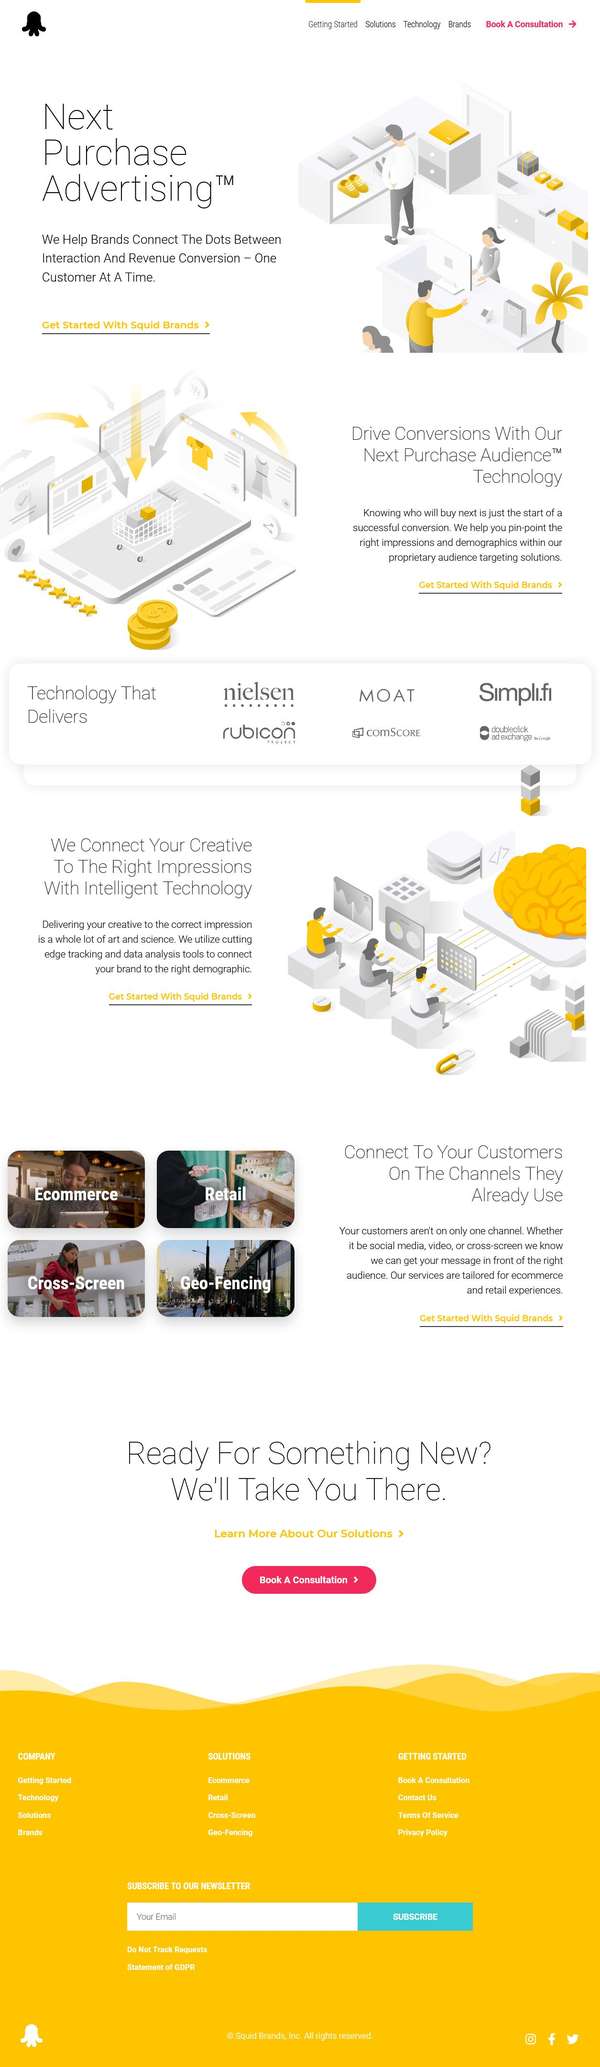 Getting Started Solutions Technology Brands Book A Consultation
Next
Purchase
Advertising™
We Help Brands Connect The Dots Between
Interaction And Revenue Conversion – One
Customer At A Time.
Get Started With Squid Brands
Drive Conversions With Our
Next Purchase Audience™
Technology
Knowing who will buy next is just the start of a
successful conversion. We help you pin-point the
right impressions and demographics within our
proprietary audience targeting solutions.
Get Started With Squid Brands
Technology That
Delivers
nielsen
MOAT
Simpli.fi
rubicon
PROJECT
comSCORE
doubleclick
ad exchange
We Connect Your Creative
To The Right Impressions
With Intelligent Technology
Delivering your creative to the correct impression
is a whole lot of art and science. We utilize cutting
edge tracking and data analysis tools to connect
your brand to the right demographic.
Get Started With Squid Brands
</>
Ecommerce
Retail
Cross-Screen
Geo-Fencing
Connect To Your Customers
On The Channels They
Already Use
Your customers aren't on only one channel. Whether
it be social media, video, or cross-screen we know
we can get your message in front of the right
audience. Our services are tailored for ecommerce
and retail experiences.
Get Started With Squid Brands
Ready For Something New?
We'll Take You There.
Learn More About Our Solutions
Book A Consultation
COMPANY
Getting Started
Technology
Solutions
Brands
SOLUTIONS
Ecommerce
Retail
Cross-Screen
Geo-Fencing
GETTING STARTED
Book A Consultation
Contact Us
Terms Of Service
Privacy Policy
SUBSCRIBE TO OUR NEWSLETTER
Your Email
SUBSCRIBE
Do Not Track Requests
Statement of GDPR
© Squid Brands, Inc. All rights reserved.